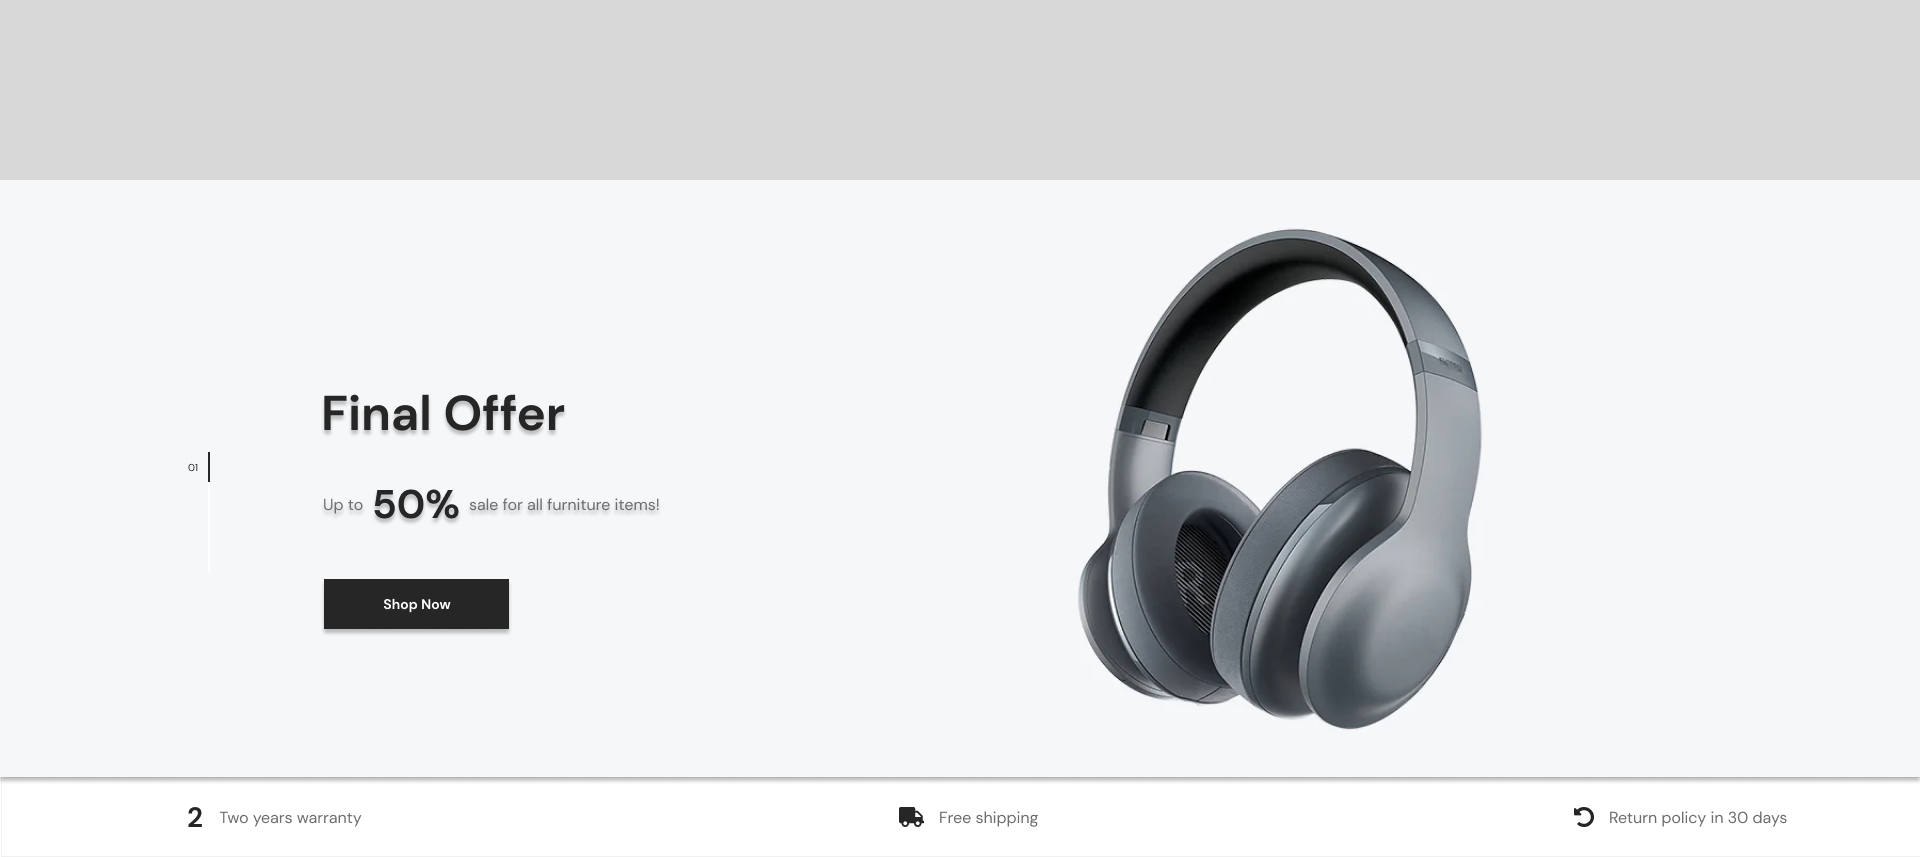 Final Offer
01
Up to 50% sale for all furniture items!
Shop Now
2 Two years warranty
Free shipping
Return policy in 30 days